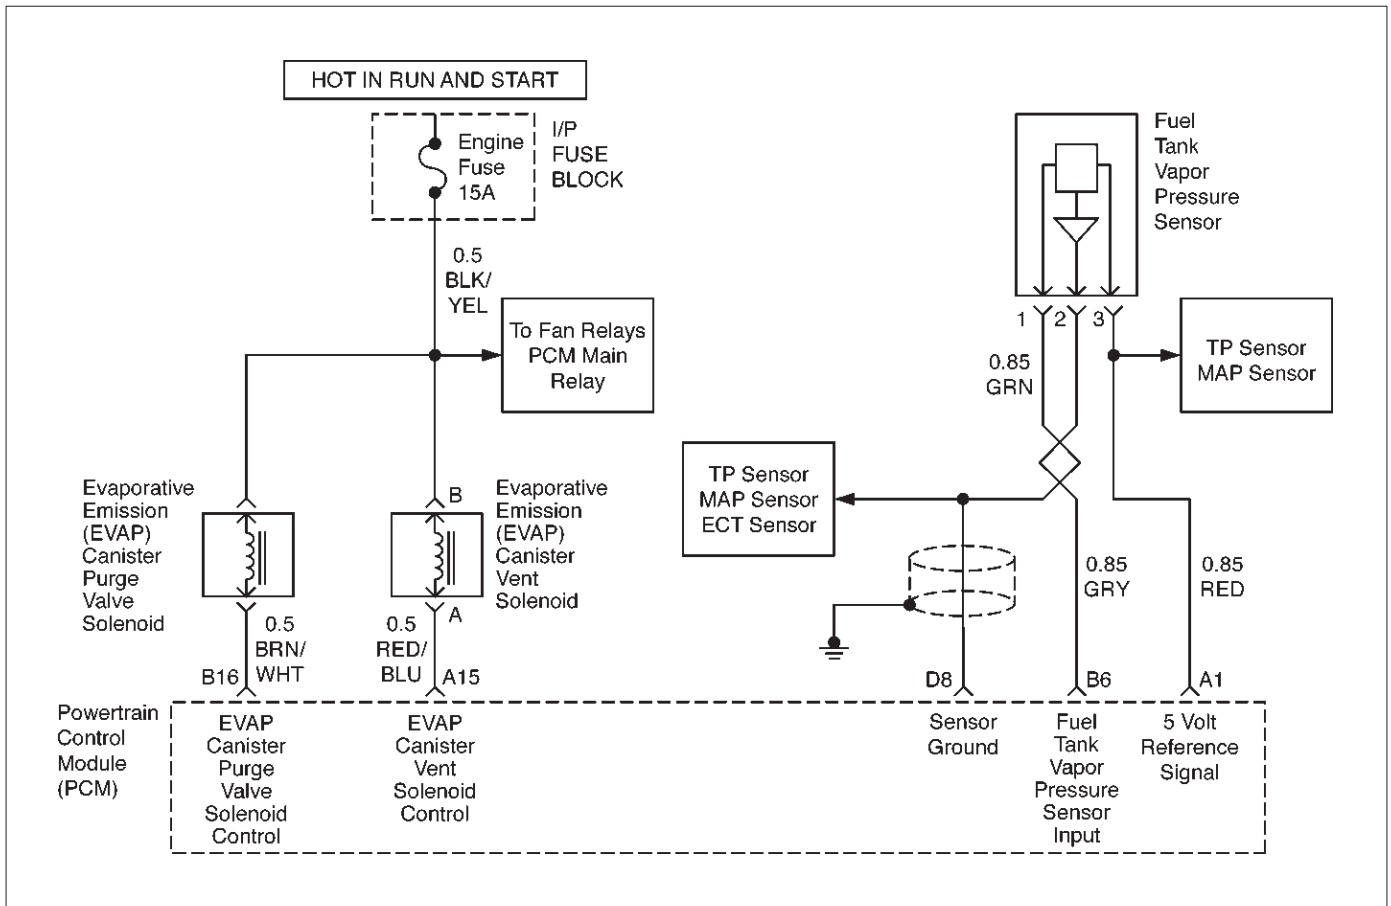 HOT IN RUN AND START
Engine
Fuse
15A
I/P
FUSE
BLOCK
0.5
BLK/
YEL
To Fan Relays
PCM Main
Relay
Fuel
Tank
Vapor
Pressure
Sensor
1
2
3
0.85
GRN
TP Sensor
MAP Sensor
TP Sensor
MAP Sensor
ECT Sensor
Evaporative
Emission
(EVAP)
Canister
Purge
Valve
Solenoid
B
A
Evaporative
Emission
(EVAP)
Canister
Vent
Solenoid
0.5
BRN/
WHT
0.5
RED/
BLU
0.85
GRY
0.85
RED
B16
A15
D8
B6
A1
Powertrain
Control
Module
(PCM)
EVAP
Canister
Purge
Valve
Solenoid
Control
EVAP
Canister
Vent
Solenoid
Control
Sensor
Ground
Fuel
Tank
Vapor
Pressure
Sensor
Input
5 Volt
Reference
Signal